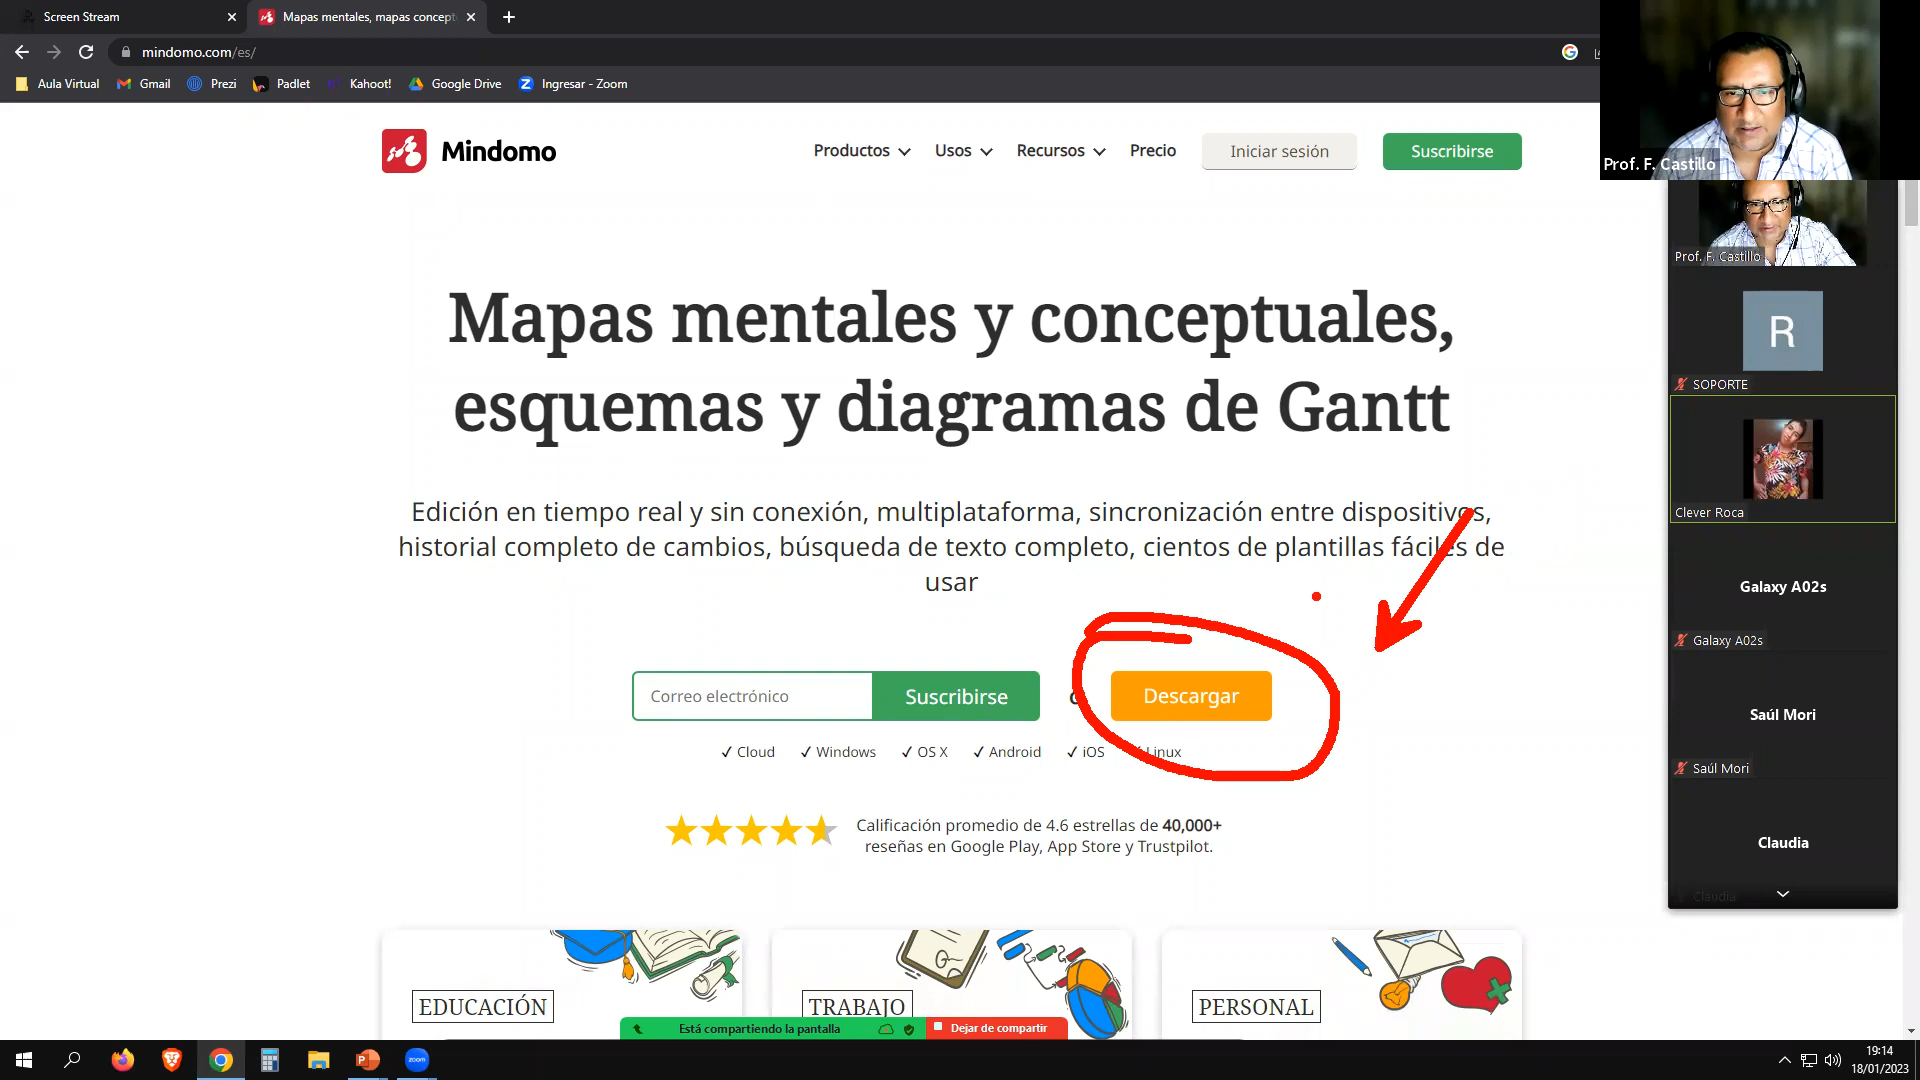 Screen Stream
Mapas mentales, mapas concept
mindomo.com/es/
Aula Virtual
Gmail
Prezi
Padlet
Kahoot!
Google Drive
Ingresar - Zoom
Prof. F. Castillo
Mindomo
Productos
Usos
Recursos
Precio
Iniciar sesión
Suscribirse
Prof. F. Castillo
Mapas mentales y conceptuales,
esquemas y diagramas de Gantt
R
SOPORTE
Clever Roca
Edición en tiempo real y sin conexión, multiplataforma, sincronización entre dispositivos,
historial completo de cambios, búsqueda de texto completo, cientos de plantillas fáciles de
usar
Galaxy A02s
Galaxy A02s
Correo electrónico
Suscribirse
Descargar
Saúl Mori
Saúl Mori
✓ Cloud
✓ Windows
✓ OS X
✓ Android
✓ iOS
Linux
Calificación promedio de 4.6 estrellas de 40,000+
reseñas en Google Play, App Store y Trustpilot.
Claudia
Claudia
EDUCACIÓN
TRABAJO
PERSONAL
Está compartiendo la pantalla
Dejar de compartir
zoom
19:14
18/01/2023